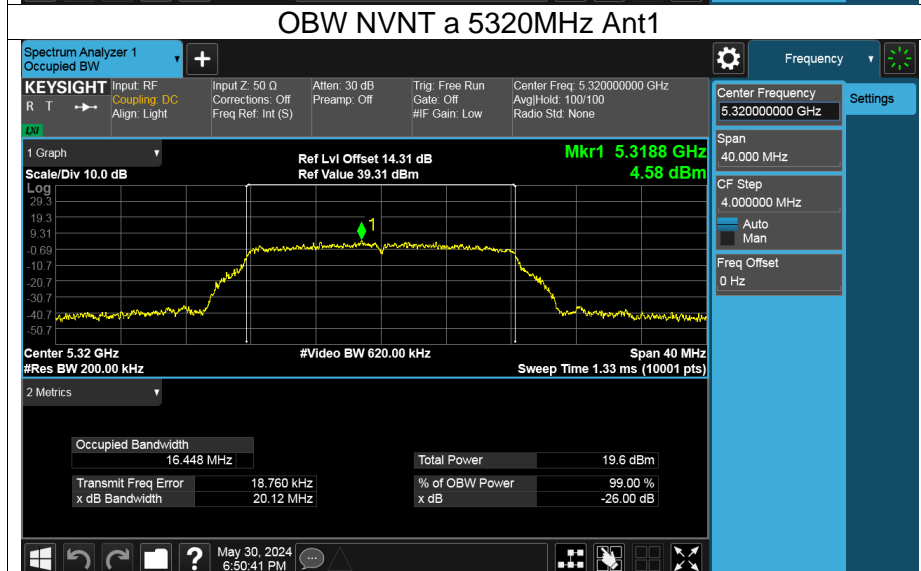 OBW NVNT a 5320MHz Ant1
Spectrum Analyzer 1
Occupied BW
+
Frequency
KEYSIGHT
R T
LXI
Input: RF
Coupling: DC
Align: Light
Input Z: 50 Ω
Corrections: Off
Freq Ref: Int (S)
Atten: 30 dB
Preamp: Off
Trig: Free Run
Gate: Off
#IF Gain: Low
Center Freq: 5.320000000 GHz
Avg|Hold: 100/100
Radio Std: None
Center Frequency
5.320000000 GHz
Settings
Span
40.000 MHz
CF Step
4.000000 MHz
Auto
Man
Freq Offset
0 Hz
1 Graph
Scale/Div 10.0 dB
Ref Lvl Offset 14.31 dB
Ref Value 39.31 dBm
Mkr1 5.3188 GHz
4.58 dBm
Log
29.3
19.3
9.31
-0.69
-10.7
-20.7
-30.7
-40.7
-50.7
1
Center 5.32 GHz
#Res BW 200.00 kHz
#Video BW 620.00 kHz
Span 40 MHz
Sweep Time 1.33 ms (10001 pts)
2 Metrics
Occupied Bandwidth
16.448 MHz
Total Power 19.6 dBm
Transmit Freq Error 18.760 kHz
% of OBW Power 99.00 %
x dB Bandwidth 20.12 MHz
x dB -26.00 dB
?
May 30, 2024
6:50:41 PM